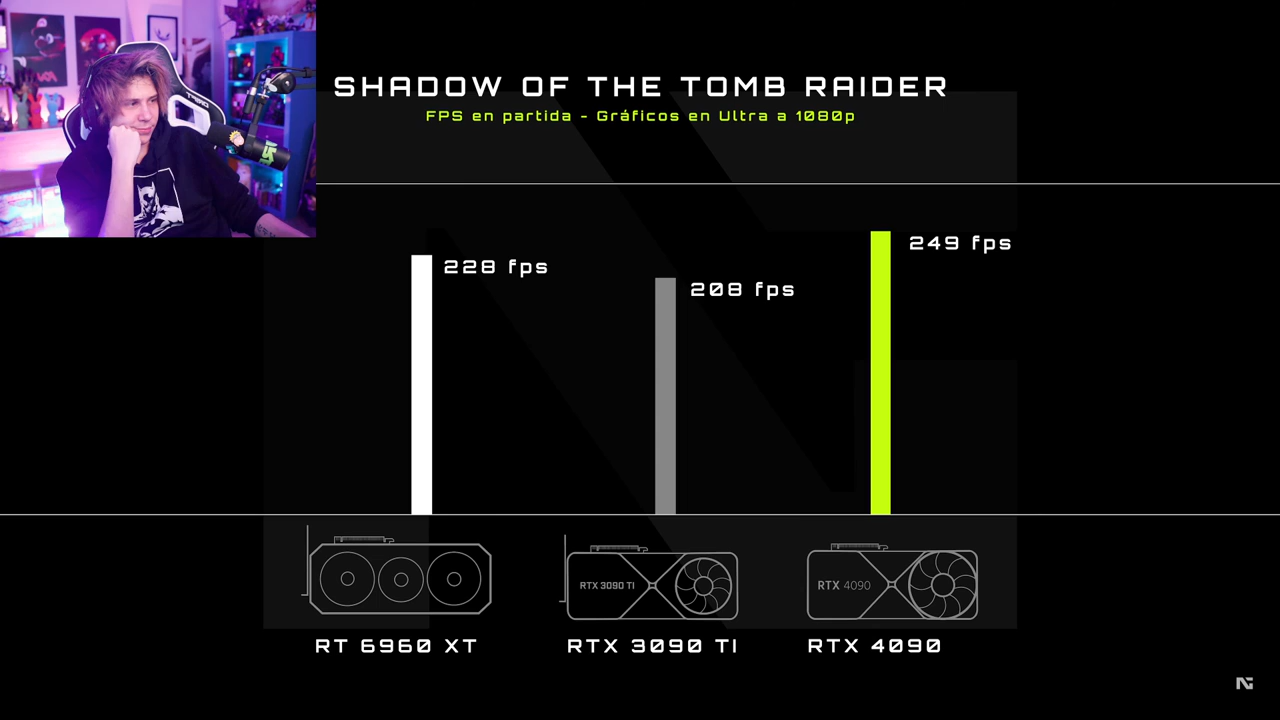 SHADOW OF THE TOMB RAIDER
FPS en partida - Gráficos en Ultra a 1080p
228 fps
208 fps
249 fps
RTX 3090 TI
RTX 4090
RT 6960 XT
RTX 3090 TI
RTX 4090